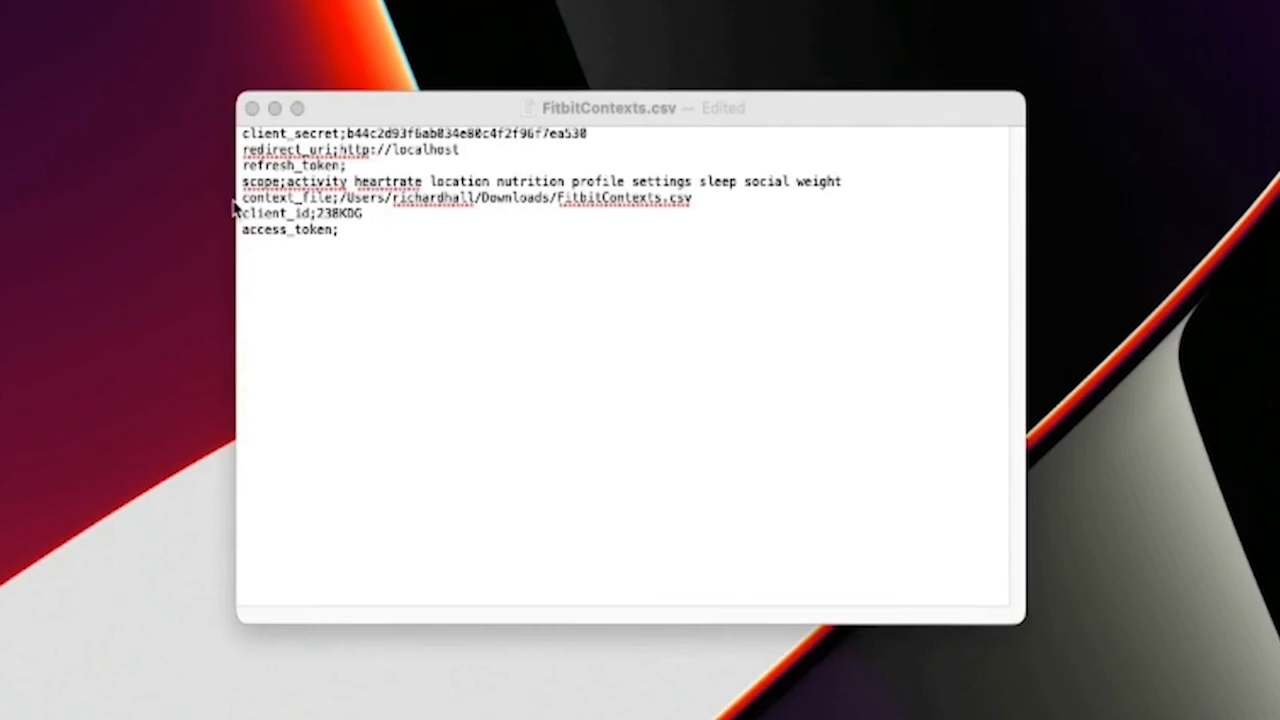 FitbitContexts.csv — Edited
client_secret;b44c2d93f6ab034e80c4f2f96f7ea530
redirect_uri;http://localhost
refresh_token;
scope;activity heartrate location nutrition profile settings sleep social weight
context_file;/Users/richardhall/Downloads/FitbitContexts.csv
client_id;238KDG
access_token;